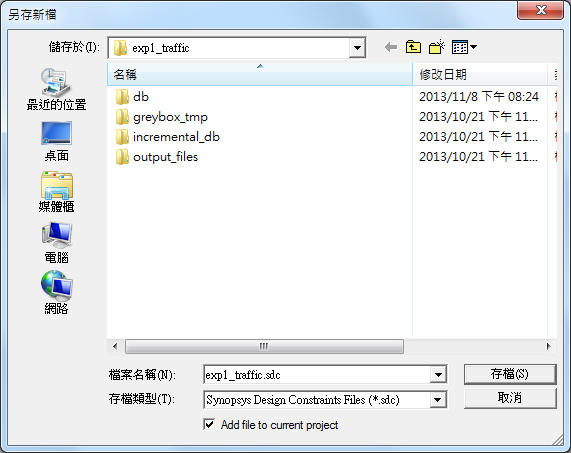 另存新檔
儲存於(I):
exp1_traffic
最近的位置
桌面
媒體櫃
電腦
網路
名稱
修改日期
db
2013/11/8 下午 08:24
greybox_tmp
2013/10/21 下午 11...
incremental_db
2013/10/21 下午 11...
output_files
2013/10/21 下午 11...
檔案名稱(N):
exp1_traffic.sdc
存檔(S)
存檔類型(T):
Synopsys Design Constraints Files (*.sdc)
取消
Add file to current project